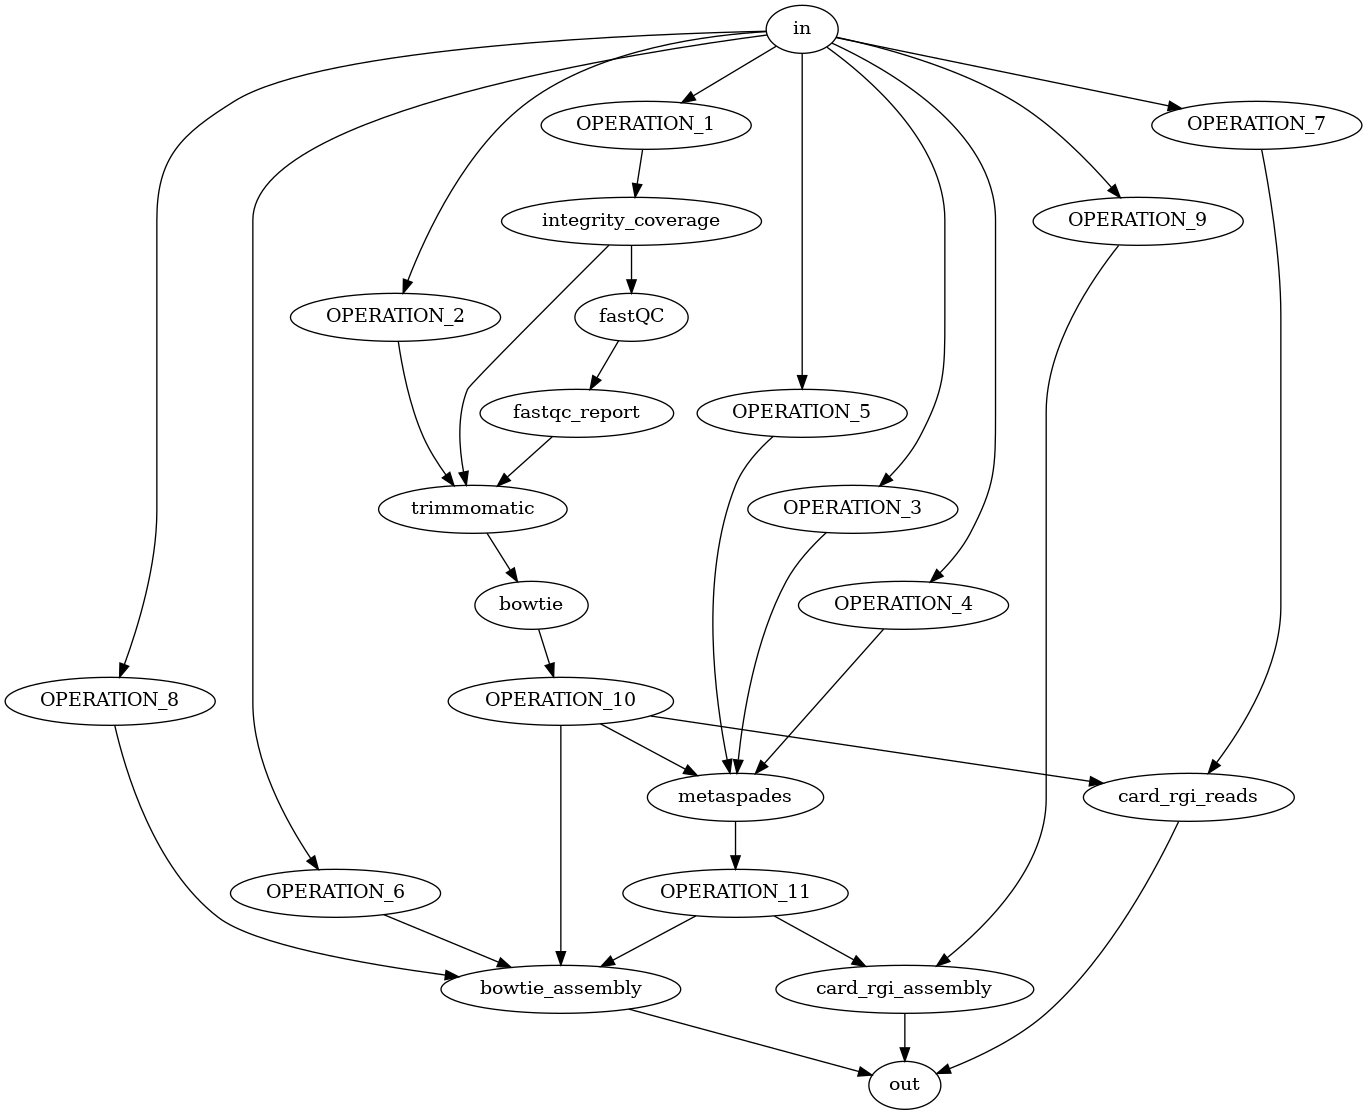 in
OPERATION_1
OPERATION_7
integrity_coverage
OPERATION_9
OPERATION_2
fastQC
fastqc_report
OPERATION_5
trimmomatic
OPERATION_3
bowtie
OPERATION_4
OPERATION_8
OPERATION_10
metaspades
card_rgi_reads
OPERATION_6
OPERATION_11
bowtie_assembly
card_rgi_assembly
out